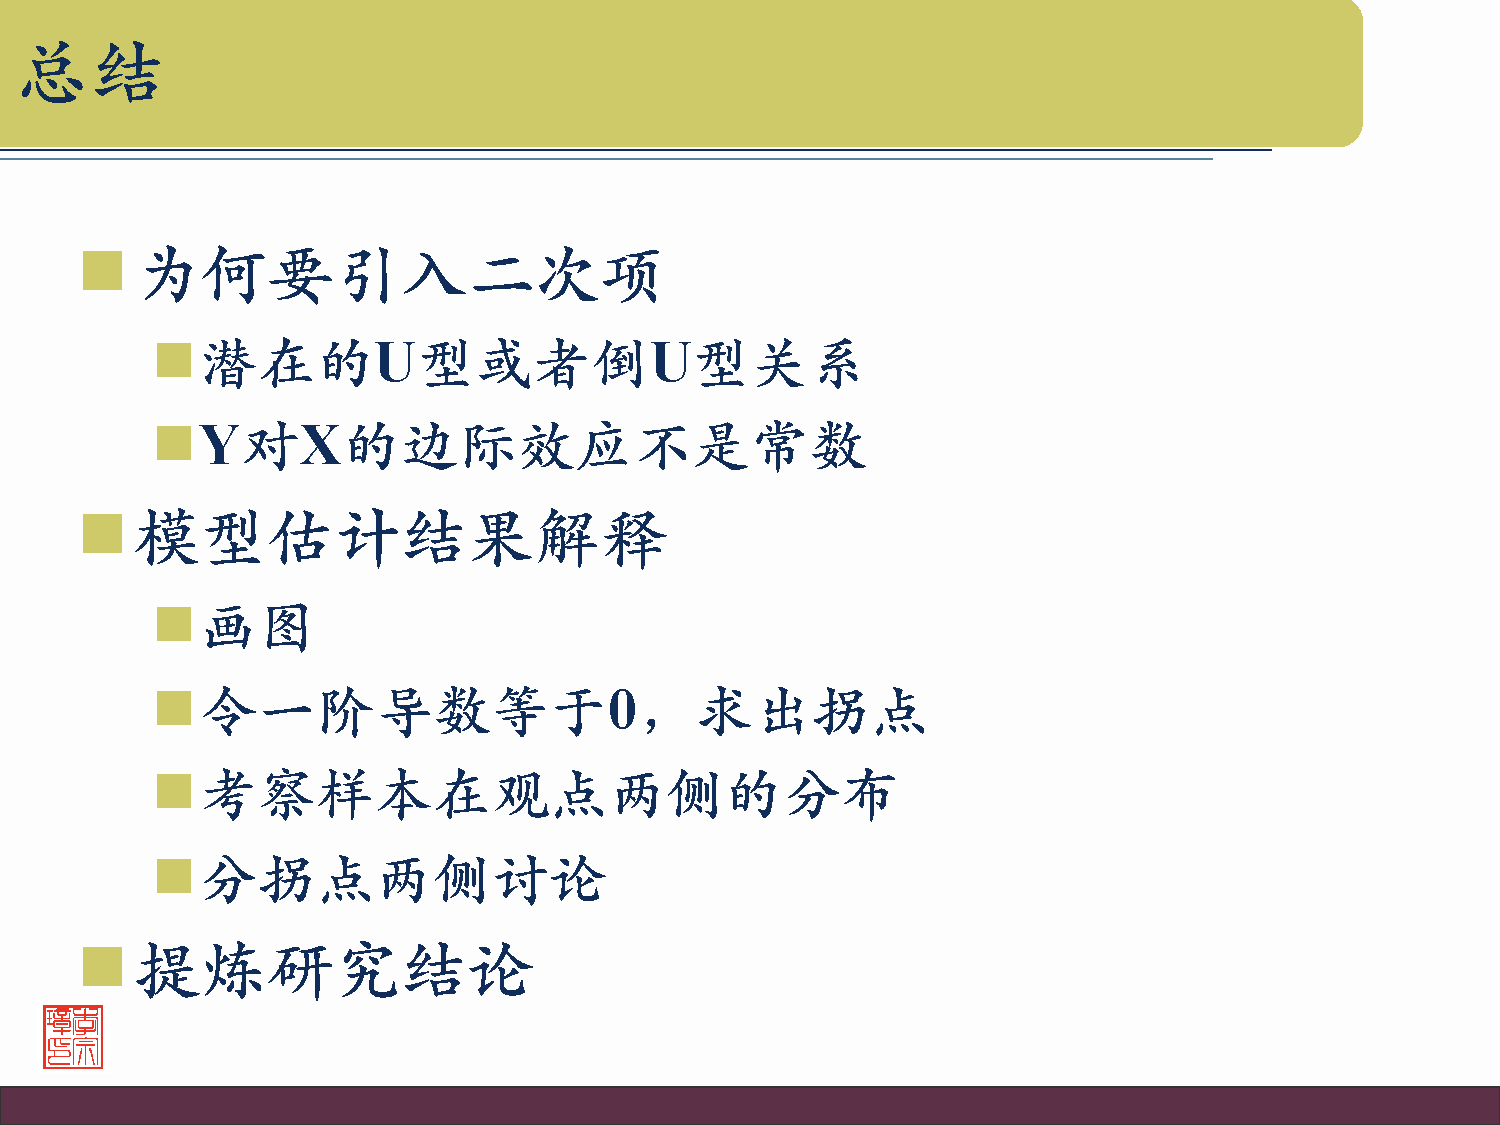 总结
为何要引入二次项
潜在的U型或者倒U型关系
Y对X的边际效应不是常数
模型估计结果解释
画图
令一阶导数等于0，求出拐点
考察样本在观点两侧的分布
分拐点两侧讨论
提炼研究结论
李宗璋印